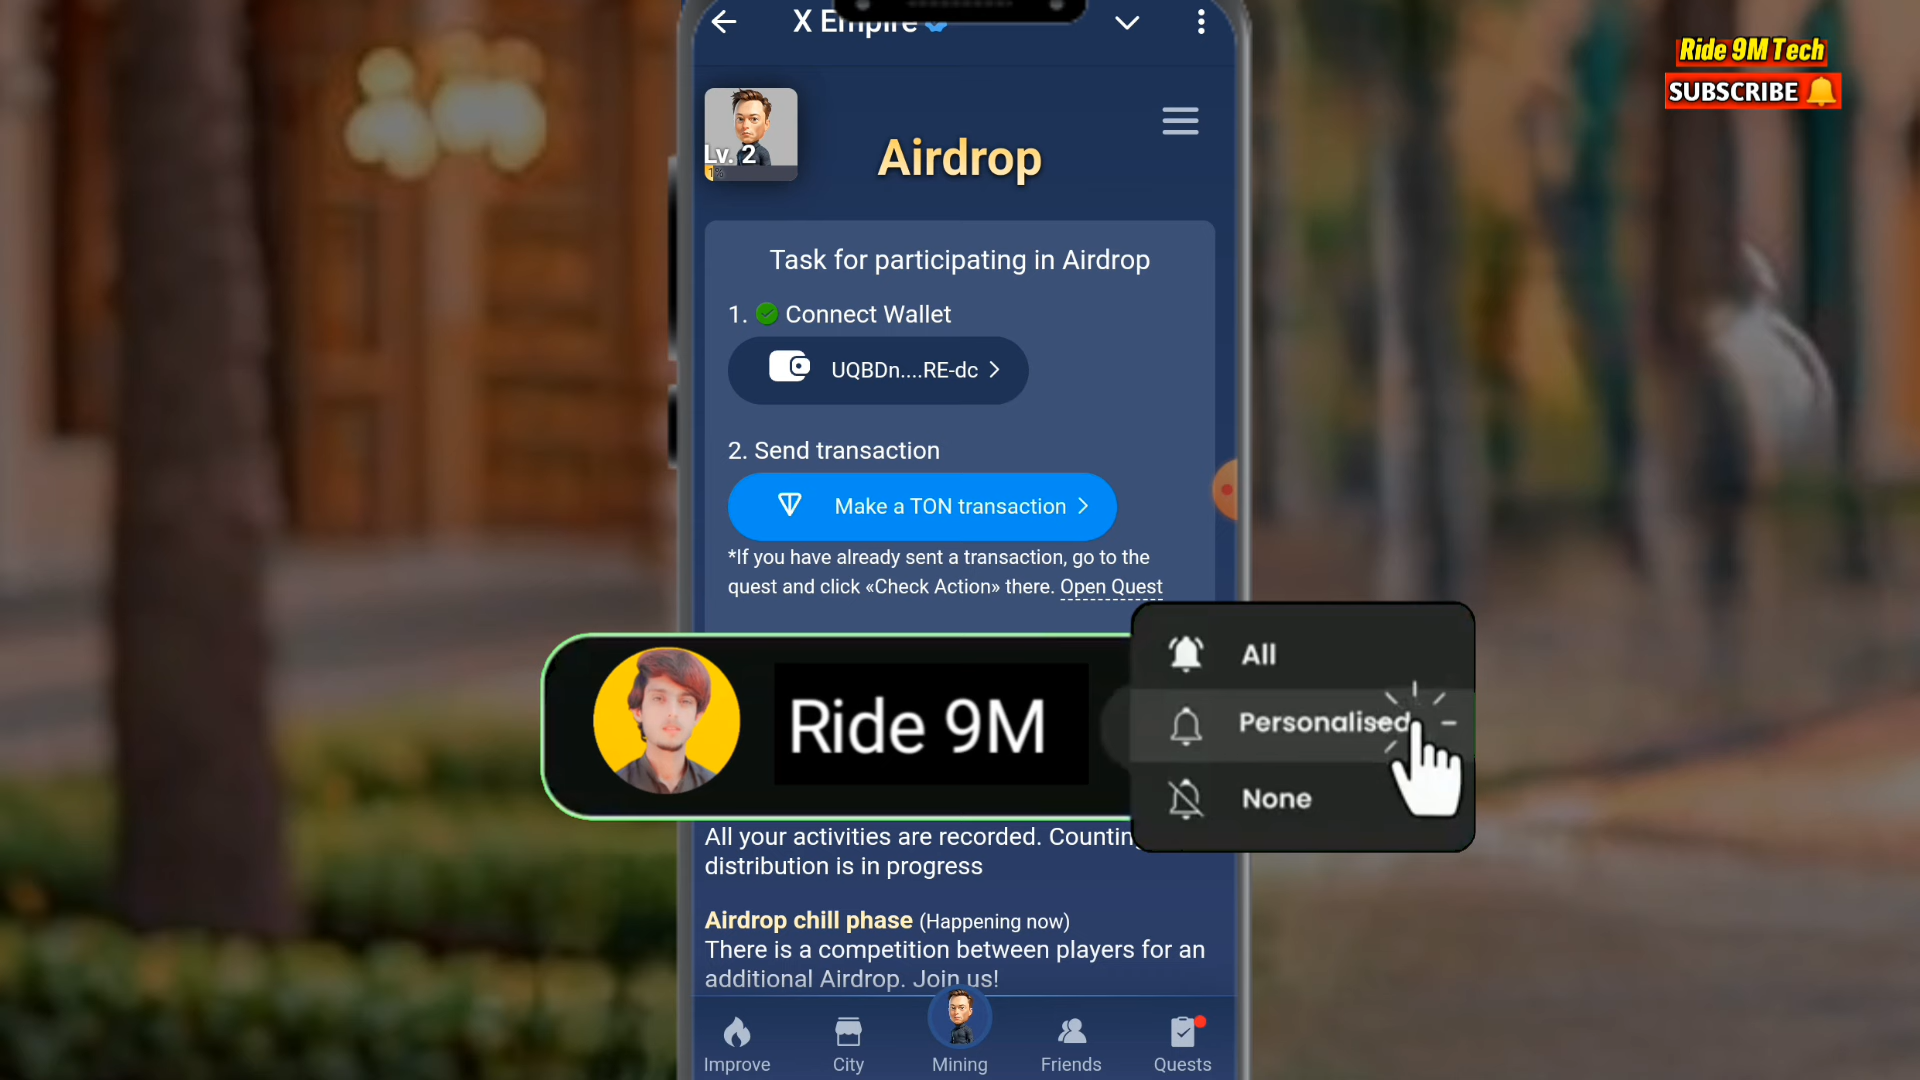 X Empire
Ride 9M Tech
SUBSCRIBE
Lv. 2
Airdrop
Task for participating in Airdrop
1. Connect Wallet
UQBDn....RE-dc
2. Send transaction
Make a TON transaction
*If you have already sent a transaction, go to the
quest and click «Check Action» there. Open Quest
All
Ride 9M
Personalised
None
All your activities are recorded. Counting
distribution is in progress
Airdrop chill phase (Happening now)
There is a competition between players for an
additional Airdrop. Join us!
Improve
City
Mining
Friends
Quests